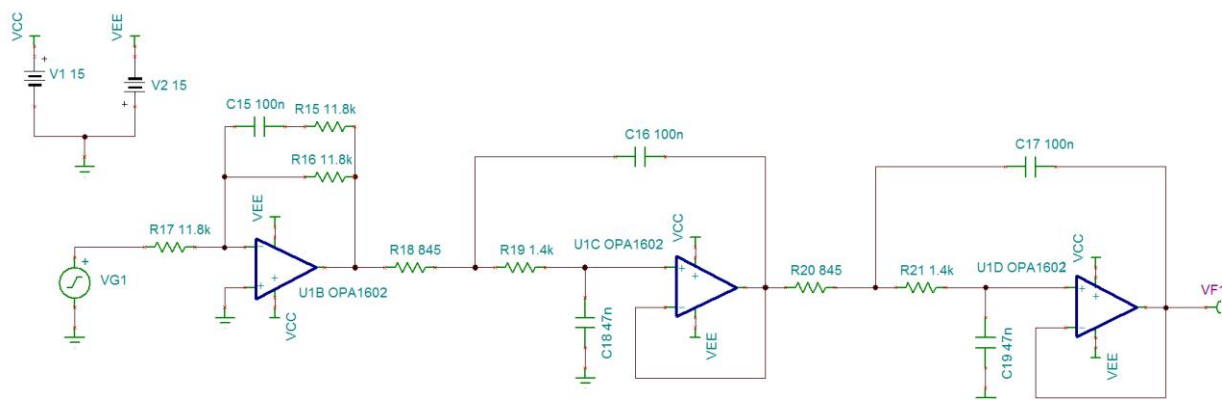 VCC
VEE
V1 15
V2 15
C15 100n
R15 11.8k
R16 11.8k
R17 11.8k
VEE
U1B OPA1602
VCC
VG1
C16 100n
R18 845
R19 1.4k
U1C OPA1602
VCC
VEE
C18 47n
C17 100n
R20 845
R21 1.4k
U1D OPA1602
VCC
VEE
C19 47n
VF1